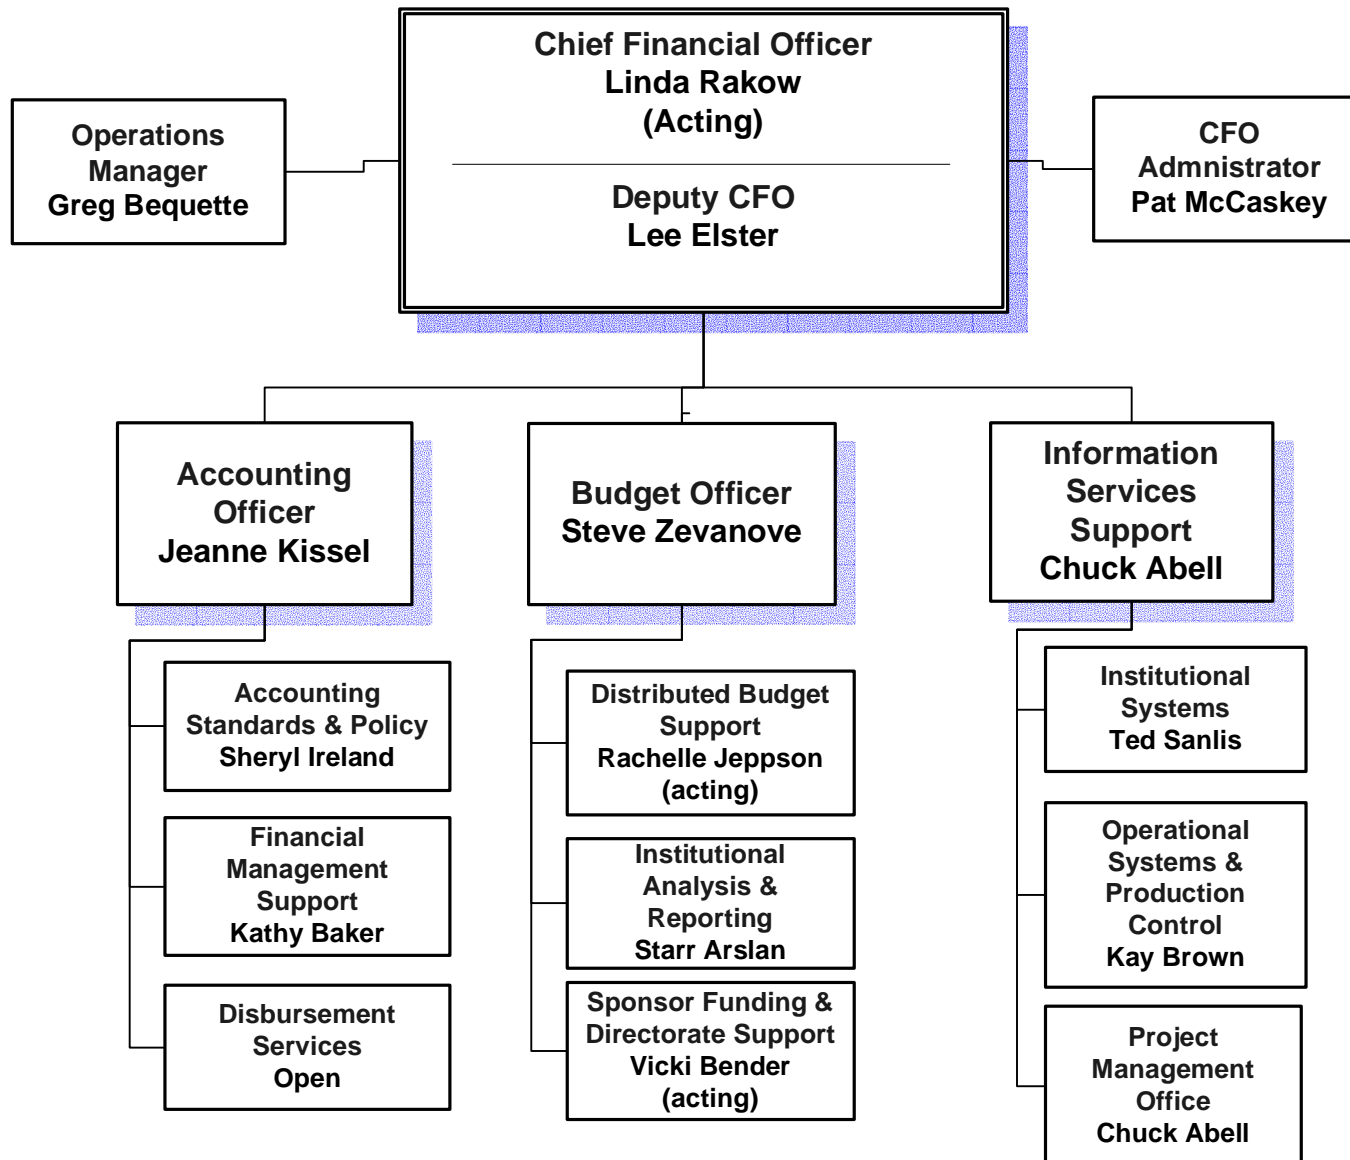 Chief Financial Officer
Linda Rakow
(Acting)
Deputy CFO
Lee Elster
Operations
Manager
Greg Bequette
CFO
Admnistrator
Pat McCaskey
Accounting
Officer
Jeanne Kissel
Budget Officer
Steve Zevanove
Information
Services
Support
Chuck Abell
Accounting
Standards & Policy
Sheryl Ireland
Financial
Management
Support
Kathy Baker
Disbursement
Services
Open
Distributed Budget
Support
Rachelle Jeppson
(acting)
Institutional
Analysis &
Reporting
Starr Arslan
Sponsor Funding &
Directorate Support
Vicki Bender
(acting)
Institutional
Systems
Ted Sanlis
Operational
Systems &
Production
Control
Kay Brown
Project
Management
Office
Chuck Abell